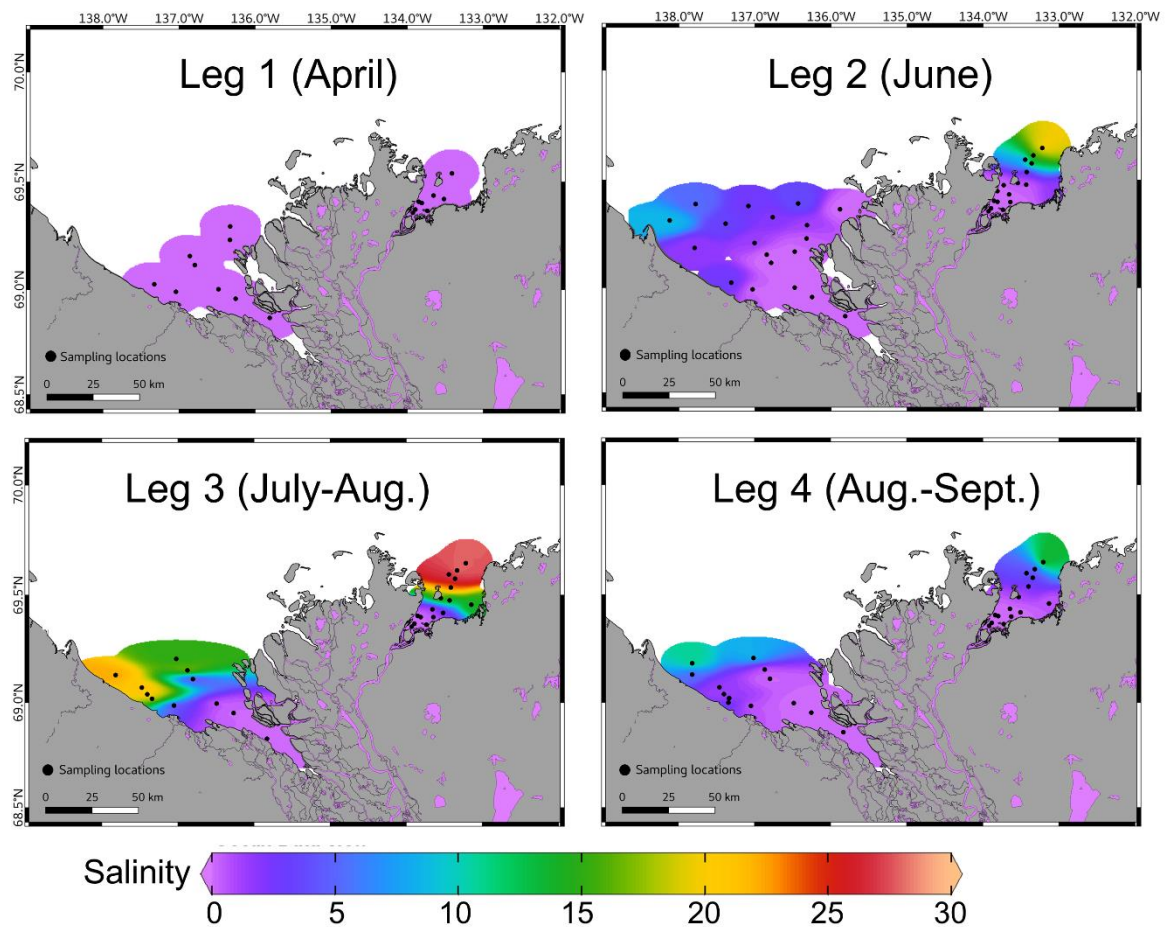 138.0°W 137.0°W 136.0°W 135.0°W 134.0°W 133.0°W 132.0°W
138.0°W 137.0°W 136.0°W 135.0°W 134.0°W 133.0°W 132.0°W
Leg 1 (April)
70.0°N
69.5°N
69.0°N
68.5°N
Sampling locations
0 25 50 km
Leg 2 (June)
Sampling locations
0 25 50 km
Leg 3 (July-Aug.)
70.0°N
69.5°N
69.0°N
68.5°N
Sampling locations
0 25 50 km
Leg 4 (Aug.-Sept.)
Sampling locations
0 25 50 km
Salinity
0 5 10 15 20 25 30